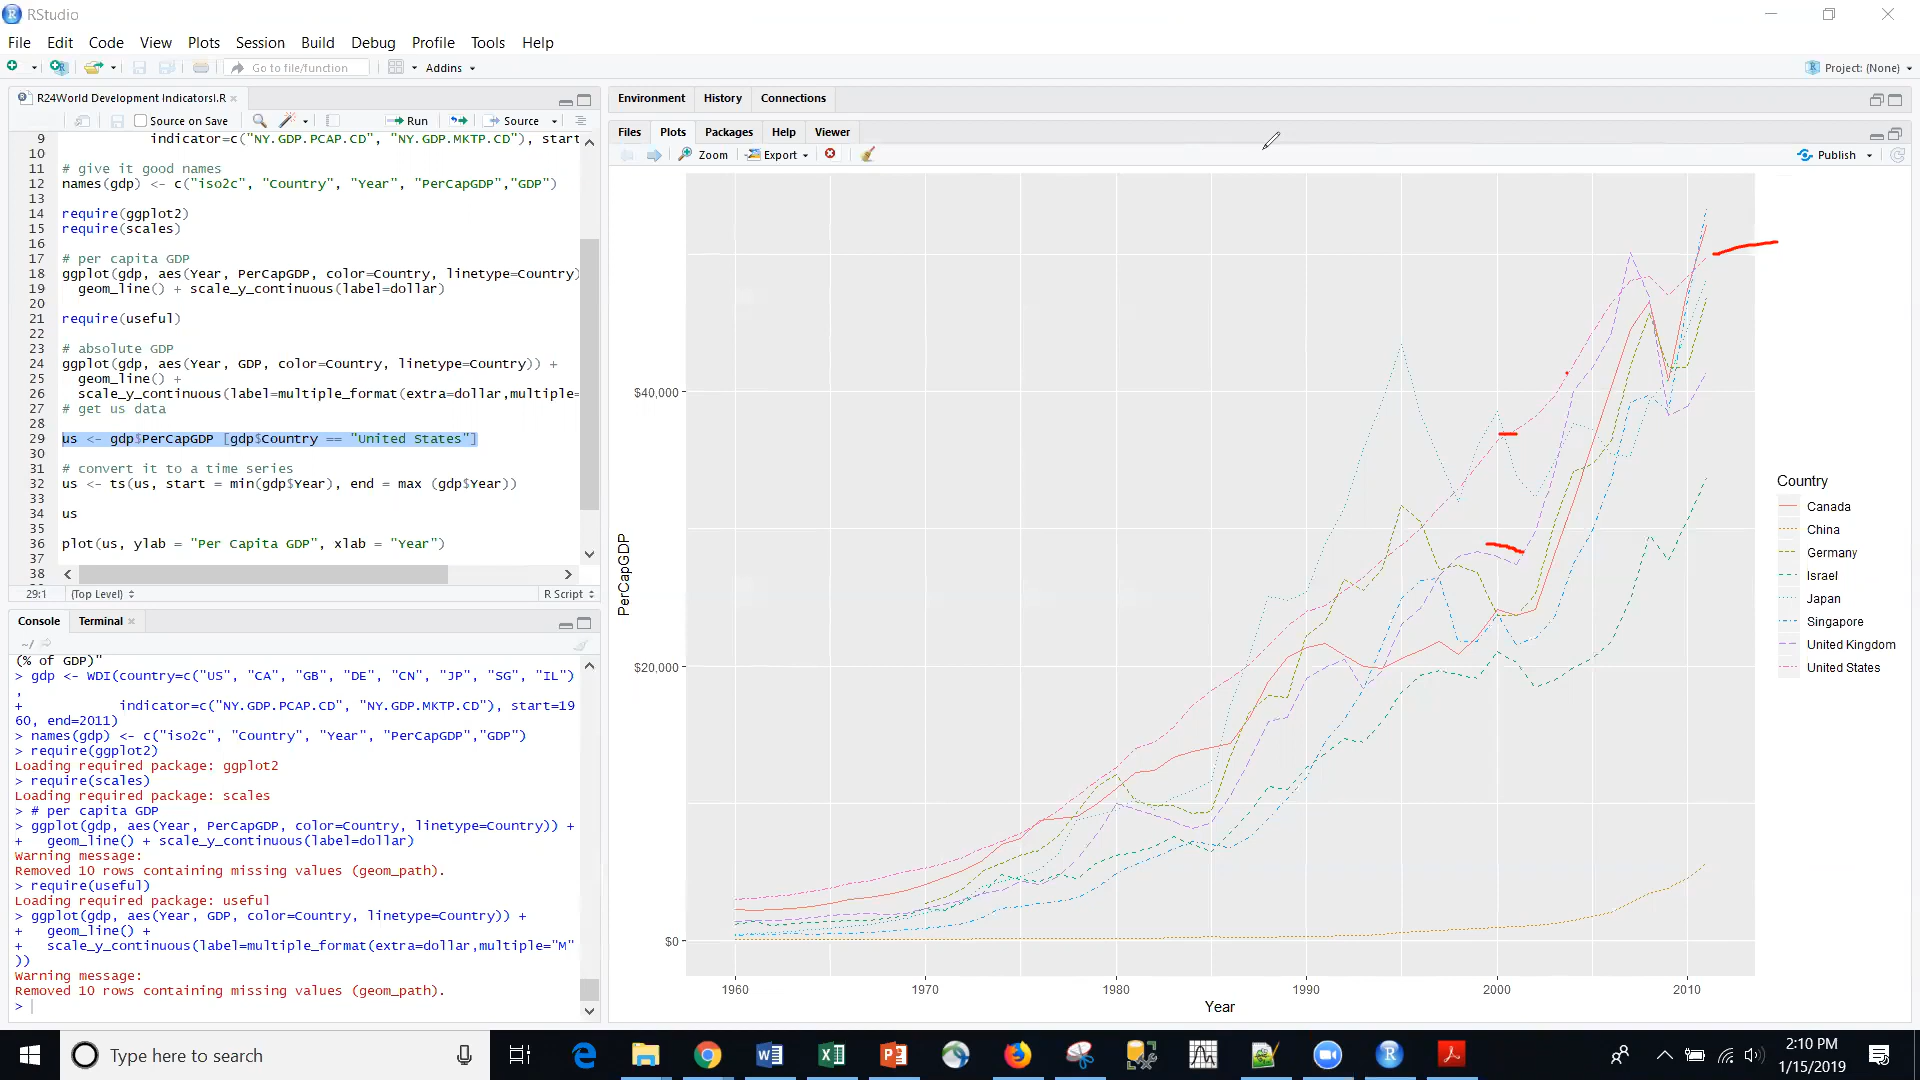 RStudio
File Edit Code View Plots Session Build Debug Profile Tools Help
Go to file/function Addins Project: (None)
R24World Development IndicatorsI.R
Source on Save Run Source
9 indicator=c("NY.GDP.PCAP.CD", "NY.GDP.MKTP.CD"), start
10
11 # give it good names
12 names(gdp) <- c("iso2c", "Country", "Year", "PerCapGDP","GDP")
13
14 require(ggplot2)
15 require(scales)
16
17 # per capita GDP
18 ggplot(gdp, aes(Year, PerCapGDP, color=Country, linetype=Country)
19 geom_line() + scale_y_continuous(label=dollar)
20
21 require(useful)
22
23 # absolute GDP
24 ggplot(gdp, aes(Year, GDP, color=Country, linetype=Country)) +
25 geom_line() +
26 scale_y_continuous(label=multiple_format(extra=dollar,multiple=
27 # get us data
28
29 us <- gdp$PerCapGDP [gdp$Country == "United States"]
30
31 # convert it to a time series
32 us <- ts(us, start = min(gdp$Year), end = max (gdp$Year))
33
34 us
35
36 plot(us, ylab = "Per Capita GDP", xlab = "Year")
37
38
29:1 (Top Level) R Script
Console Terminal
~/
(% of GDP)"
> gdp <- WDI(country=c("US", "CA", "GB", "DE", "CN", "JP", "SG", "IL")
,
+ indicator=c("NY.GDP.PCAP.CD", "NY.GDP.MKTP.CD"), start=19
60, end=2011)
> names(gdp) <- c("iso2c", "Country", "Year", "PerCapGDP","GDP")
> require(ggplot2)
Loading required package: ggplot2
> require(scales)
Loading required package: scales
> # per capita GDP
> ggplot(gdp, aes(Year, PerCapGDP, color=Country, linetype=Country)) +
+ geom_line() + scale_y_continuous(label=dollar)
Warning message:
Removed 10 rows containing missing values (geom_path).
> require(useful)
Loading required package: useful
> ggplot(gdp, aes(Year, GDP, color=Country, linetype=Country)) +
+ geom_line() +
+ scale_y_continuous(label=multiple_format(extra=dollar,multiple="M"
))
Warning message:
Removed 10 rows containing missing values (geom_path).
>
Environment History Connections
Files Plots Packages Help Viewer
Zoom Export Publish
PerCapGDP
$40,000
$20,000
$0
1960 1970 1980 1990 2000 2010
Year
Country
Canada
China
Germany
Israel
Japan
Singapore
United Kingdom
United States
Type here to search
2:10 PM
1/15/2019